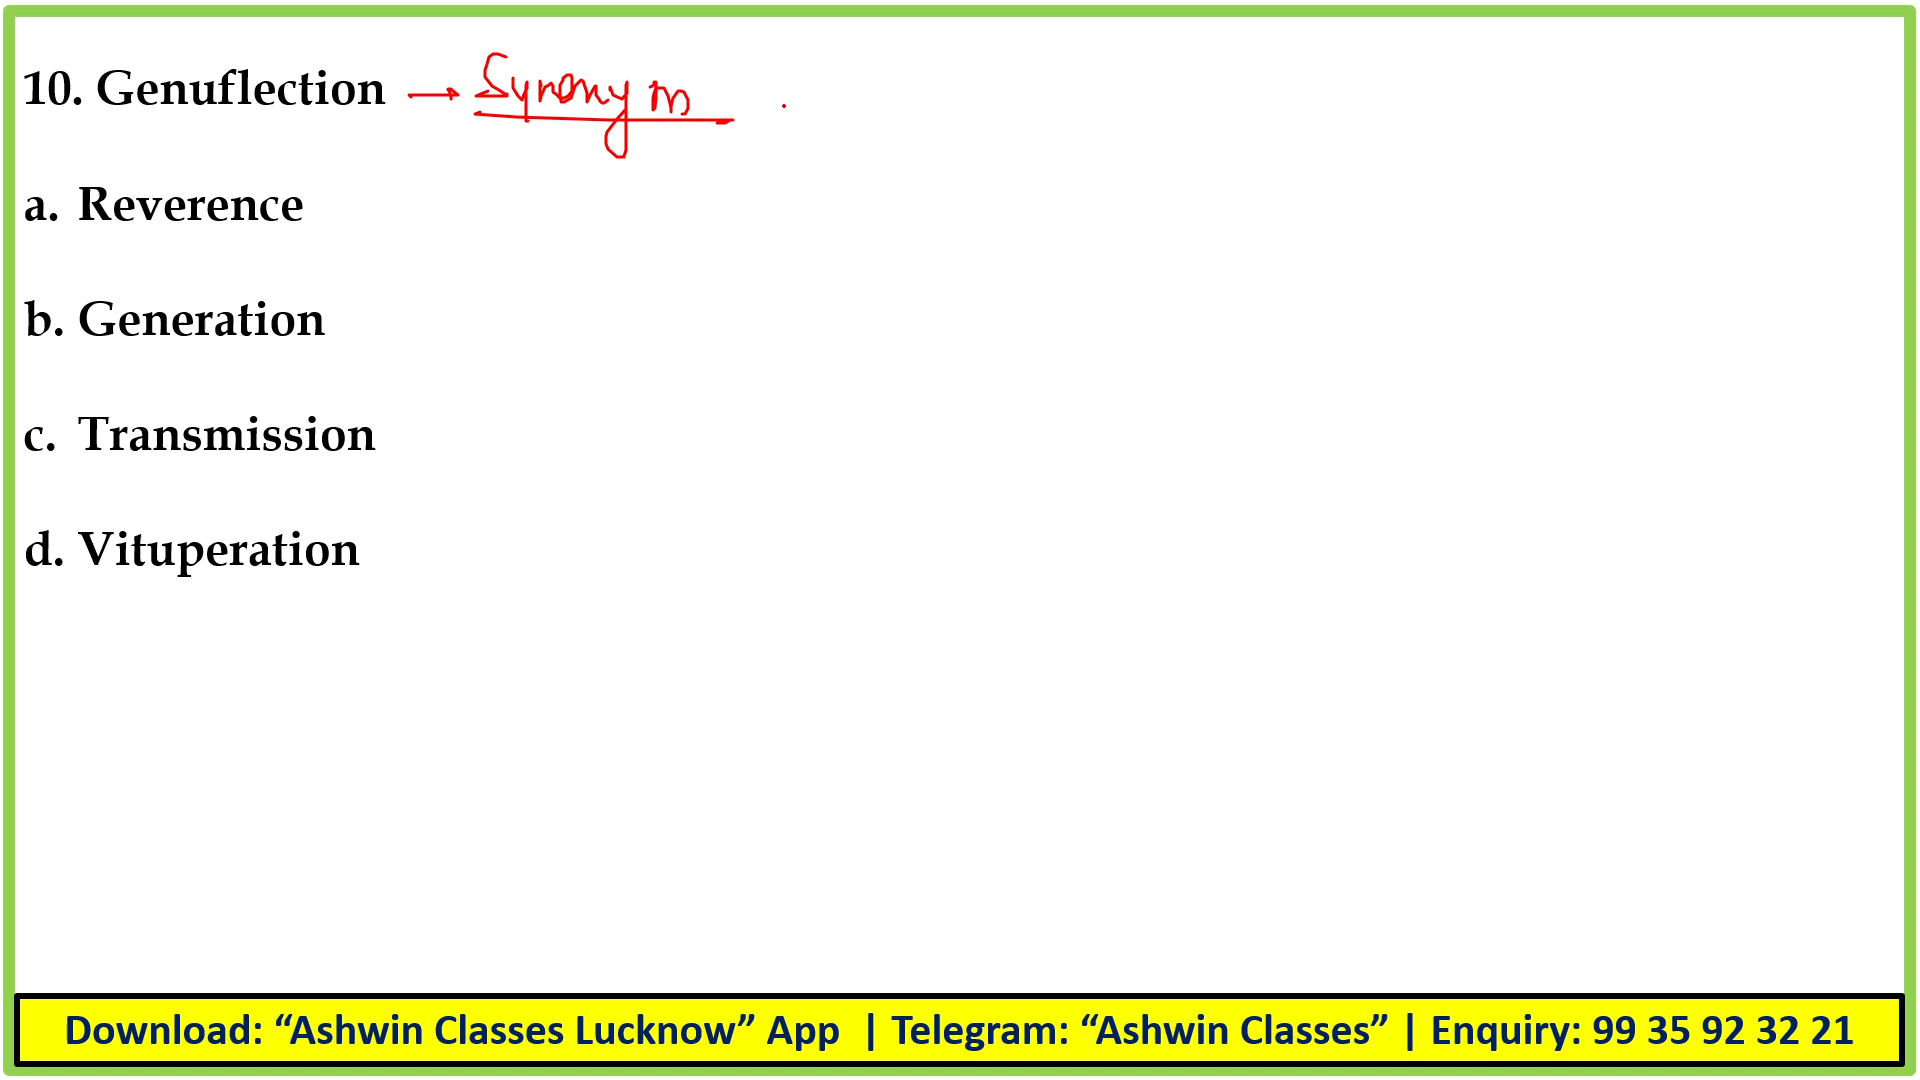 10. Genuflection → Synonym
a. Reverence
b. Generation
c. Transmission
d. Vituperation
Download: “Ashwin Classes Lucknow” App | Telegram: “Ashwin Classes” | Enquiry: 99 35 92 32 21